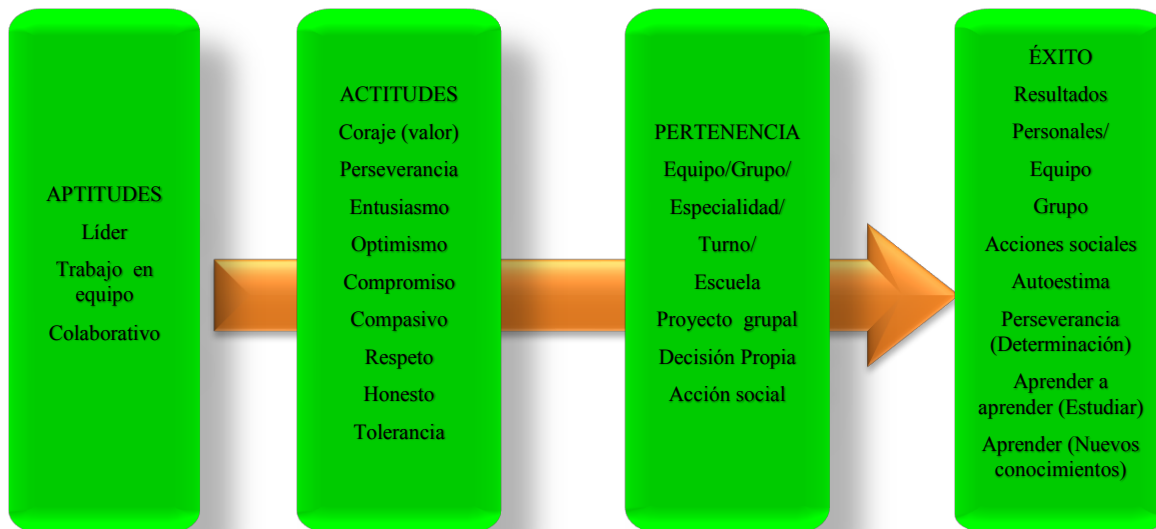 APTITUDES
Líder
Trabajo en
equipo
Colaborativo
ACTITUDES
Coraje (valor)
Perseverancia
Entusiasmo
Optimismo
Compromiso
Compasivo
Respeto
Honesto
Tolerancia
PERTENENCIA
Equipo/Grupo/
Especialidad/
Turno/
Escuela
Proyecto grupal
Decisión Propia
Acción social
ÉXITO
Resultados
Personales/
Equipo
Grupo
Acciones sociales
Autoestima
Perseverancia
(Determinación)
Aprender a
aprender (Estudiar)
Aprender (Nuevos
conocimientos)